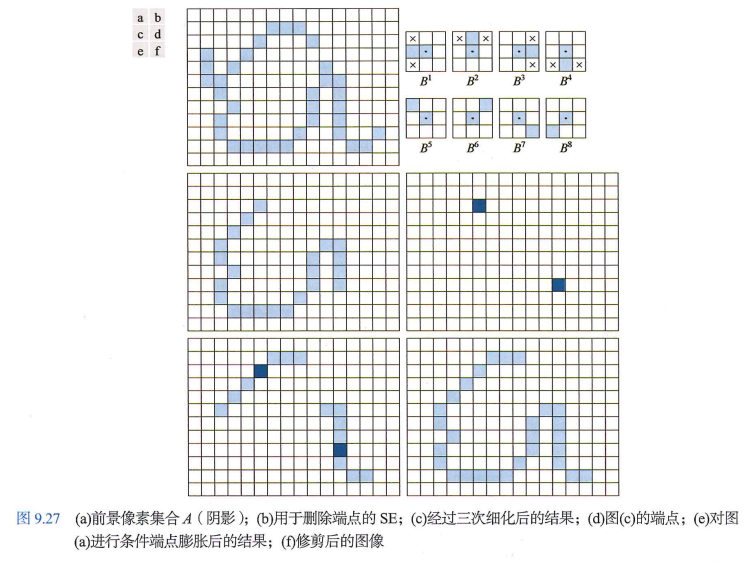 a b
c d
e f
× × × × × ×
B¹ B² B³ B⁴
× × × ×
B⁵ B⁶ B⁷ B⁸
图 9.27 (a)前景像素集合 A（阴影）; (b)用于删除端点的 SE; (c)经过三次细化后的结果; (d)图(c)的端点; (e)对图
(a)进行条件端点膨胀后的结果; (f)修剪后的图像